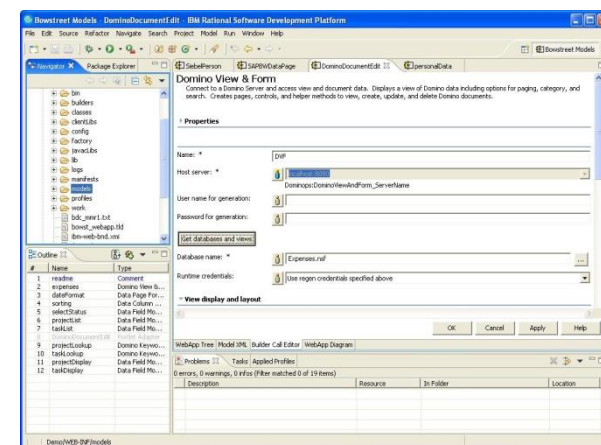 Bowstreet Models - DominoDocumentEdit - IBM Rational Software Development Platform
File Edit Source Refactor Navigate Search Project Model Run Window Help
Bowstreet Models
Navigator Package Explorer
bin
builders
classes
clientLibs
config
factory
javacLibs
lib
logs
manifests
models
profiles
work
bdc_mnr1.txt
bowst_webapp.tld
ibm-web-bnd.xmi
SiebelPerson SAPBWDataPage DominoDocumentEdit personalData
Domino View & Form
Connect to a Domino Server and access view and document data. Displays a view of Domino data including options for paging, category, and
search. Creates pages, controls, and helper methods to view, create, update, and delete Domino documents.
Properties
Name: * DVF
Host server: *
Dominops:DominoViewAndForm_ServerName
User name for generation:
Password for generation:
Get databases and views
Database name: * Expenses.nsf ...
Runtime credentials: Use regen credentials specified above
View display and layout
OK Cancel Apply Help
WebApp Tree Model XML Builder Call Editor WebApp Diagram
Outline
# Name Type
1 readme Comment
2 expenses Domino View &...
3 dateFormat Data Page For...
4 sorting Data Column ...
5 selectStatus Data Field Mo...
6 projectList Data Field Mo...
7 taskList Data Field Mo...
8 DominoDocumentEdit Portlet Adapter
9 projectLookup Domino Keywo...
10 taskLookup Domino Keywo...
11 projectDisplay Data Field Mo...
12 taskDisplay Data Field Mo...
Problems Tasks Applied Profiles
0 errors, 0 warnings, 0 infos (Filter matched 0 of 19 items)
Description Resource In Folder Location
Demo/WEB-INF/models